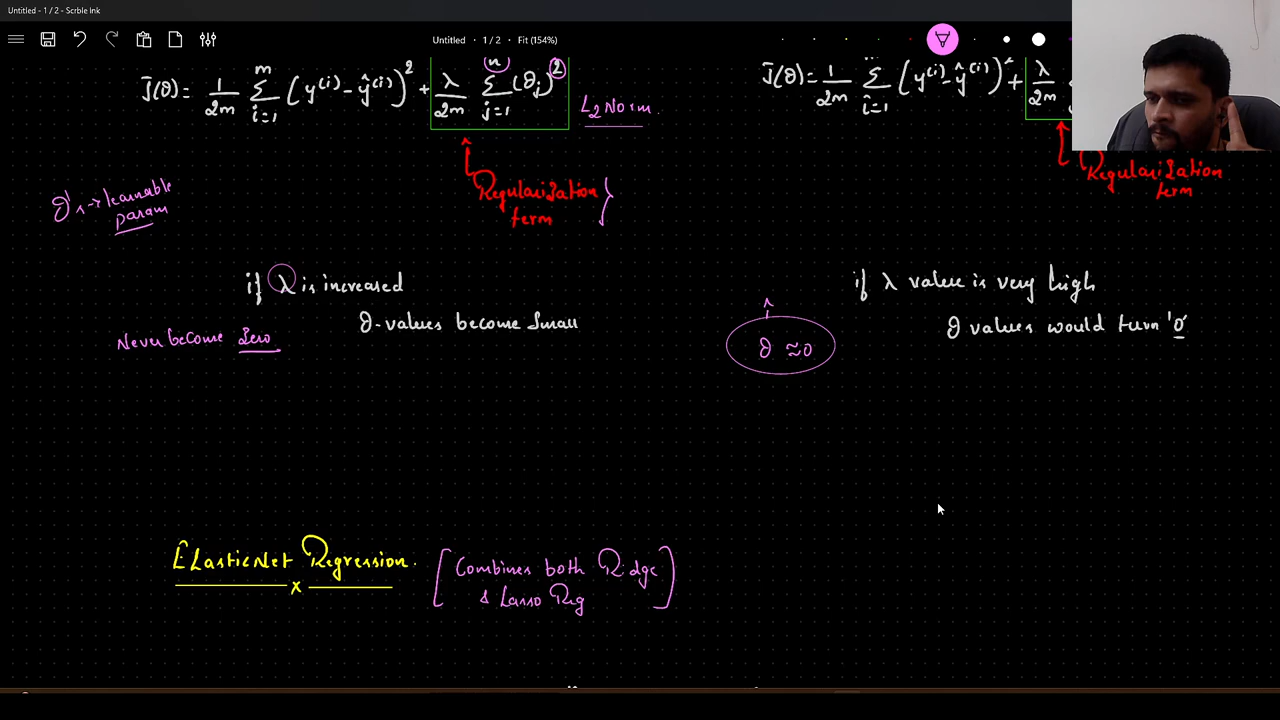 Untitled - 1 / 2 - Scrble Ink
Untitled • 1 / 2 • Fit (154%)
J(θ) = 1/2m Σ_{i=1}^{m} (y^(i) - ŷ^(i))^2 + λ/2m Σ_{j=1}^{n} (θj)^2
L2 Norm.
J(θ) = 1/2m Σ_{i=1} (y^(i) - ŷ^(i))^2 + λ/2m
Regularization
term
Regularization
term
θ's → learnable
param
if λ is increased
θ-values become Small
Never become Zero
θ ≈ 0
if λ value is very high
θ values would turn '0'
ElasticNet Regression.
x
[Combines both Ridge
& Lasso Reg]